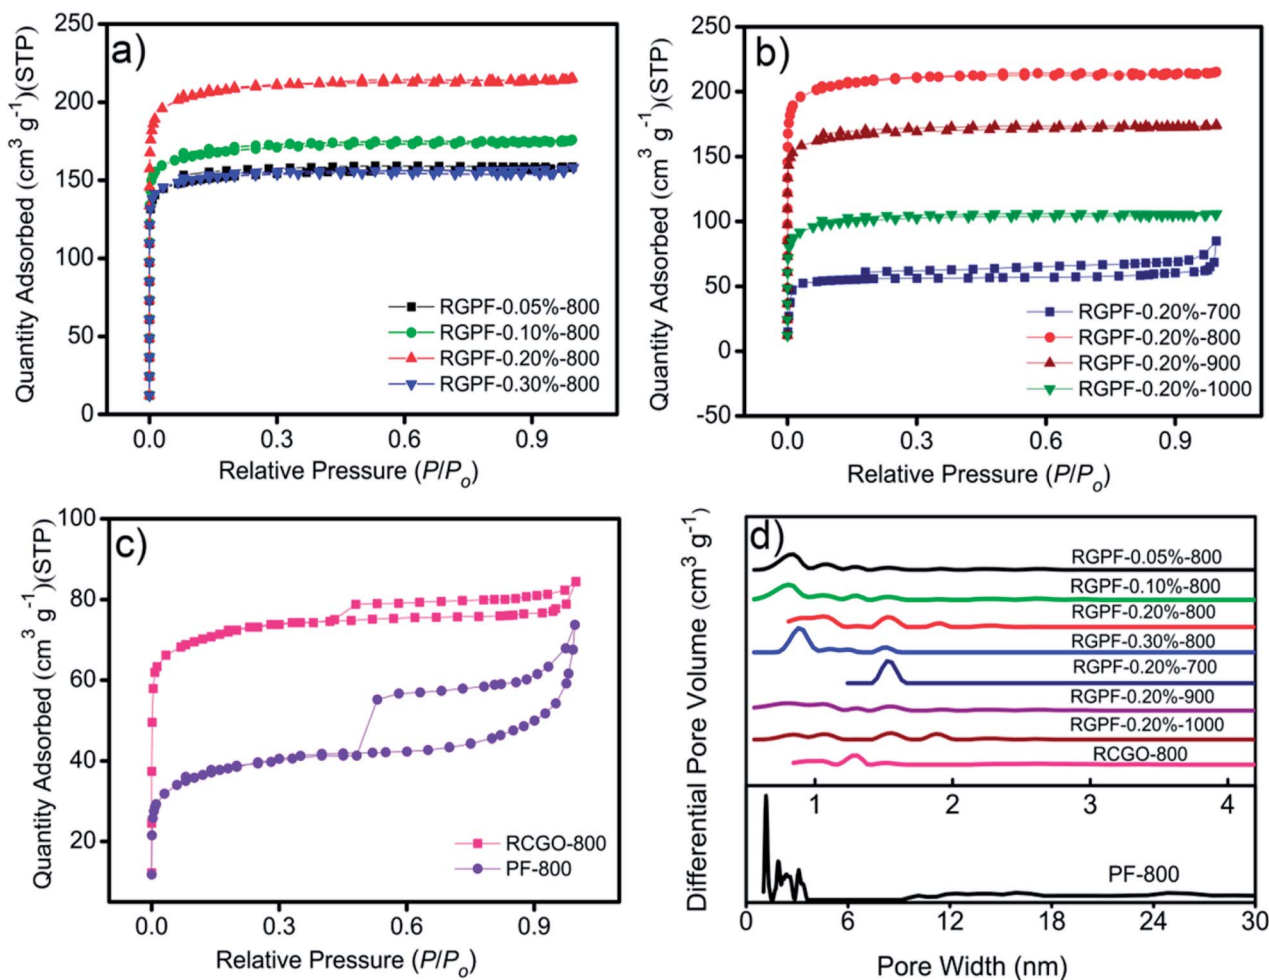 a)
Quantity Adsorbed (cm³ g⁻¹)(STP)
250
200
150
100
50
0
RGPF-0.05%-800
RGPF-0.10%-800
RGPF-0.20%-800
RGPF-0.30%-800
0.0 0.3 0.6 0.9
Relative Pressure (P/Pₒ)
b)
Quantity Adsorbed (cm³ g⁻¹)(STP)
250
200
150
100
50
0
-50
RGPF-0.20%-700
RGPF-0.20%-800
RGPF-0.20%-900
RGPF-0.20%-1000
0.0 0.3 0.6 0.9
Relative Pressure (P/Pₒ)
c)
Quantity Adsorbed (cm³ g⁻¹)(STP)
100
80
60
40
20
RCGO-800
PF-800
0.0 0.3 0.6 0.9
Relative Pressure (P/Pₒ)
d)
Differential Pore Volume (cm³ g⁻¹)
RGPF-0.05%-800
RGPF-0.10%-800
RGPF-0.20%-800
RGPF-0.30%-800
RGPF-0.20%-700
RGPF-0.20%-900
RGPF-0.20%-1000
RCGO-800
1 2 3 4
PF-800
0 6 12 18 24 30
Pore Width (nm)